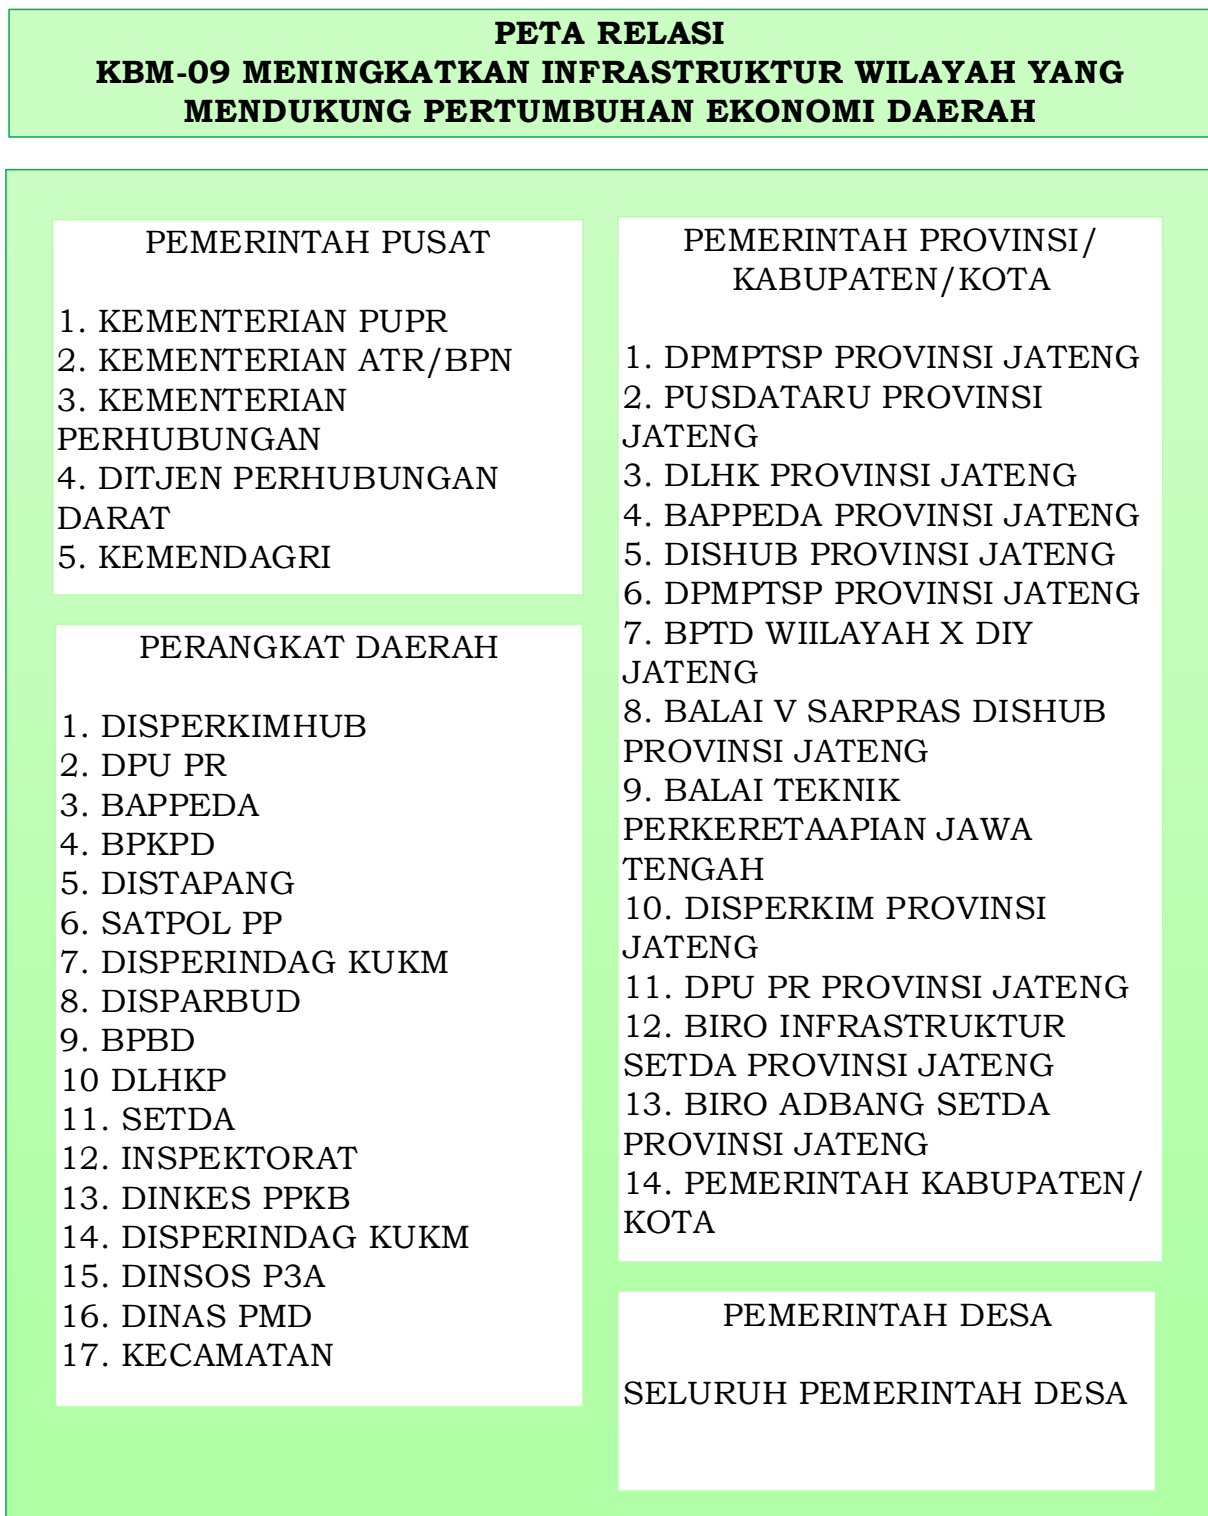 PETA RELASI
KBM-09 MENINGKATKAN INFRASTRUKTUR WILAYAH YANG
MENDUKUNG PERTUMBUHAN EKONOMI DAERAH
PEMERINTAH PUSAT
1. KEMENTERIAN PUPR
2. KEMENTERIAN ATR/BPN
3. KEMENTERIAN
PERHUBUNGAN
4. DITJEN PERHUBUNGAN
DARAT
5. KEMENDAGRI
PERANGKAT DAERAH
1. DISPERKIMHUB
2. DPU PR
3. BAPPEDA
4. BPKPD
5. DISTAPANG
6. SATPOL PP
7. DISPERINDAG KUKM
8. DISPARBUD
9. BPBD
10 DLHKP
11. SETDA
12. INSPEKTORAT
13. DINKES PPKB
14. DISPERINDAG KUKM
15. DINSOS P3A
16. DINAS PMD
17. KECAMATAN
PEMERINTAH PROVINSI/
KABUPATEN/KOTA
1. DPMPTSP PROVINSI JATENG
2. PUSDATARU PROVINSI
JATENG
3. DLHK PROVINSI JATENG
4. BAPPEDA PROVINSI JATENG
5. DISHUB PROVINSI JATENG
6. DPMPTSP PROVINSI JATENG
7. BPTD WIILAYAH X DIY
JATENG
8. BALAI V SARPRAS DISHUB
PROVINSI JATENG
9. BALAI TEKNIK
PERKERETAAPIAN JAWA
TENGAH
10. DISPERKIM PROVINSI
JATENG
11. DPU PR PROVINSI JATENG
12. BIRO INFRASTRUKTUR
SETDA PROVINSI JATENG
13. BIRO ADBANG SETDA
PROVINSI JATENG
14. PEMERINTAH KABUPATEN/
KOTA
PEMERINTAH DESA
SELURUH PEMERINTAH DESA